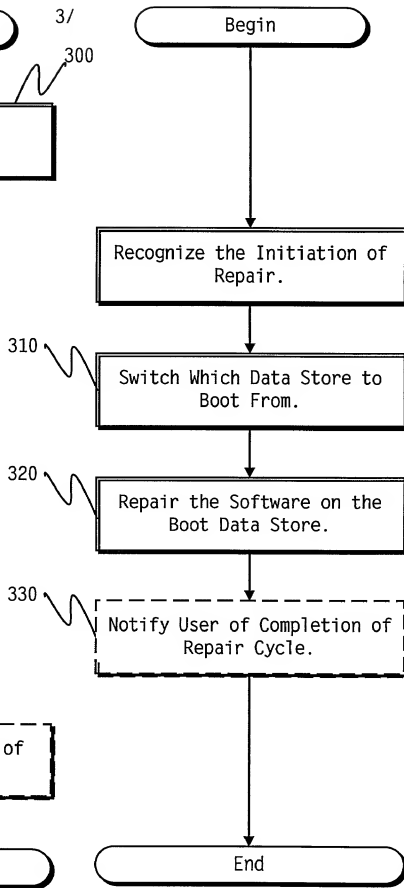 3/
Begin
300
Recognize the Initiation of
Repair.
310
Switch Which Data Store to
Boot From.
320
Repair the Software on the
Boot Data Store.
330
Notify User of Completion of
Repair Cycle.
of
End